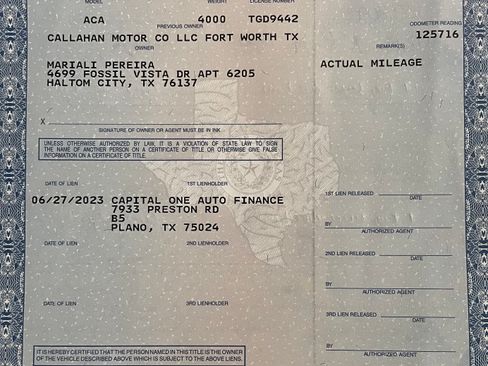 MODEL WEIGHT LICENSE NUMBER
ACA 4000 TGD9442 ODOMETER READING
PREVIOUS OWNER
CALLAHAN MOTOR CO LLC FORT WORTH TX 125716
OWNER REMARK(S)
MARIALI PEREIRA ACTUAL MILEAGE
4699 FOSSIL VISTA DR APT 6205
HALTOM CITY, TX 76137
X
SIGNATURE OF OWNER OR AGENT MUST BE IN INK
UNLESS OTHERWISE AUTHORIZED BY LAW, IT IS A VIOLATION OF STATE LAW TO SIGN
THE NAME OF ANOTHER PERSON ON A CERTIFICATE OF TITLE OR OTHERWISE GIVE FALSE
INFORMATION ON A CERTIFICATE OF TITLE.
DATE OF LIEN 1ST LIENHOLDER
06/27/2023 CAPITAL ONE AUTO FINANCE
7933 PRESTON RD
B5
PLANO, TX 75024
1ST LIEN RELEASED
DATE
BY
AUTHORIZED AGENT
DATE OF LIEN 2ND LIENHOLDER
2ND LIEN RELEASED
DATE
BY
AUTHORIZED AGENT
DATE OF LIEN 3RD LIENHOLDER
3RD LIEN RELEASED
DATE
BY
AUTHORIZED AGENT
IT IS HEREBY CERTIFIED THAT THE PERSON NAMED IN THIS TITLE IS THE OWNER
OF THE VEHICLE DESCRIBED ABOVE WHICH IS SUBJECT TO THE ABOVE LIENS.